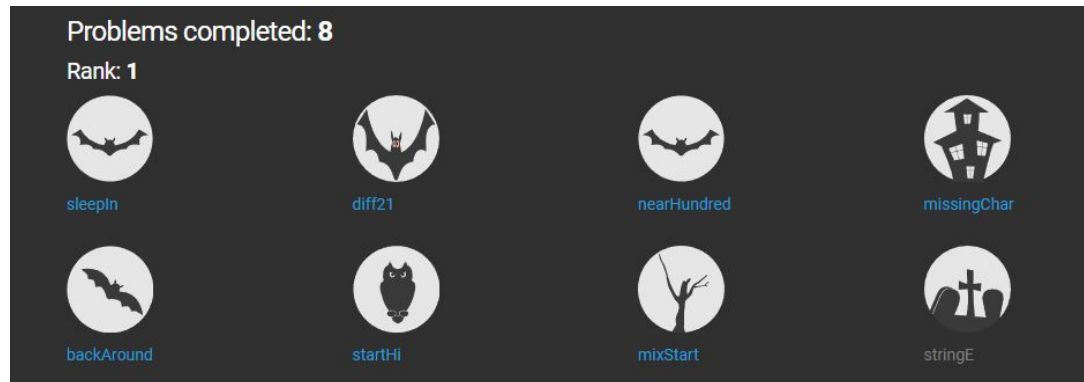 Problems completed: 8
Rank: 1
sleepIn
diff21
nearHundred
missingChar
backAround
startHi
mixStart
stringE